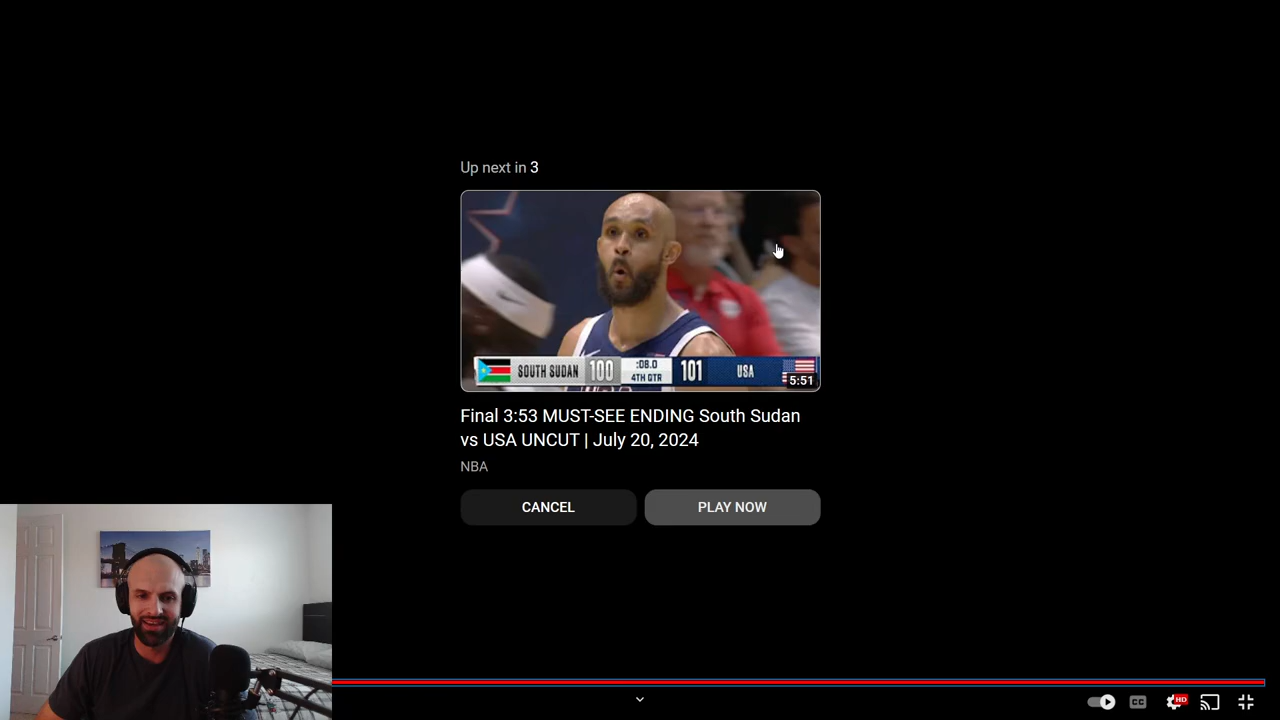 Up next in 3
SOUTH SUDAN 100 :08.0 4TH QTR 101 USA
5:51
Final 3:53 MUST-SEE ENDING South Sudan
vs USA UNCUT | July 20, 2024
NBA
CANCEL PLAY NOW
CC HD